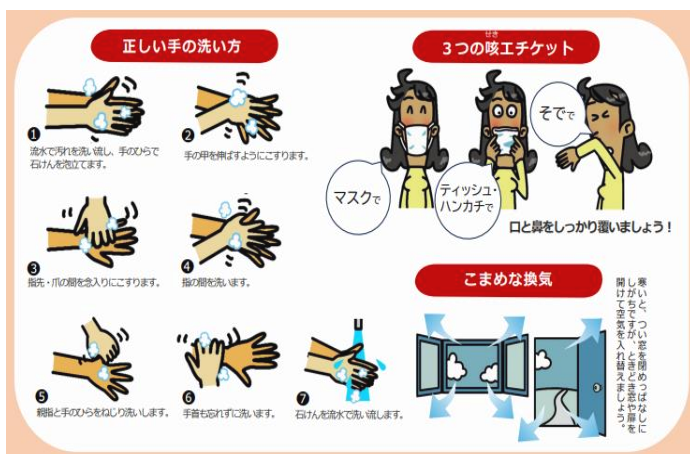 正しい手の洗い方
❶
流水で汚れを洗い流し、手のひらで
石けんを泡立てます。
❷
手の甲を伸ばすようにこすります。
❸
指先・爪の間を念入りにこすります。
❹
指の間を洗います。
❺
親指と手のひらをねじり洗いします。
❻
手首も忘れずに洗います。
❼
石けんを流水で洗い流します。
せき
3つの咳エチケット
マスクで
ティッシュ・
ハンカチで
そでで
口と鼻をしっかり覆いましょう!
こまめな換気
寒いと、つい窓を閉めっぱなしに
しがちですが、ときどき窓や扉を
開けて空気を入れ替えましょう。